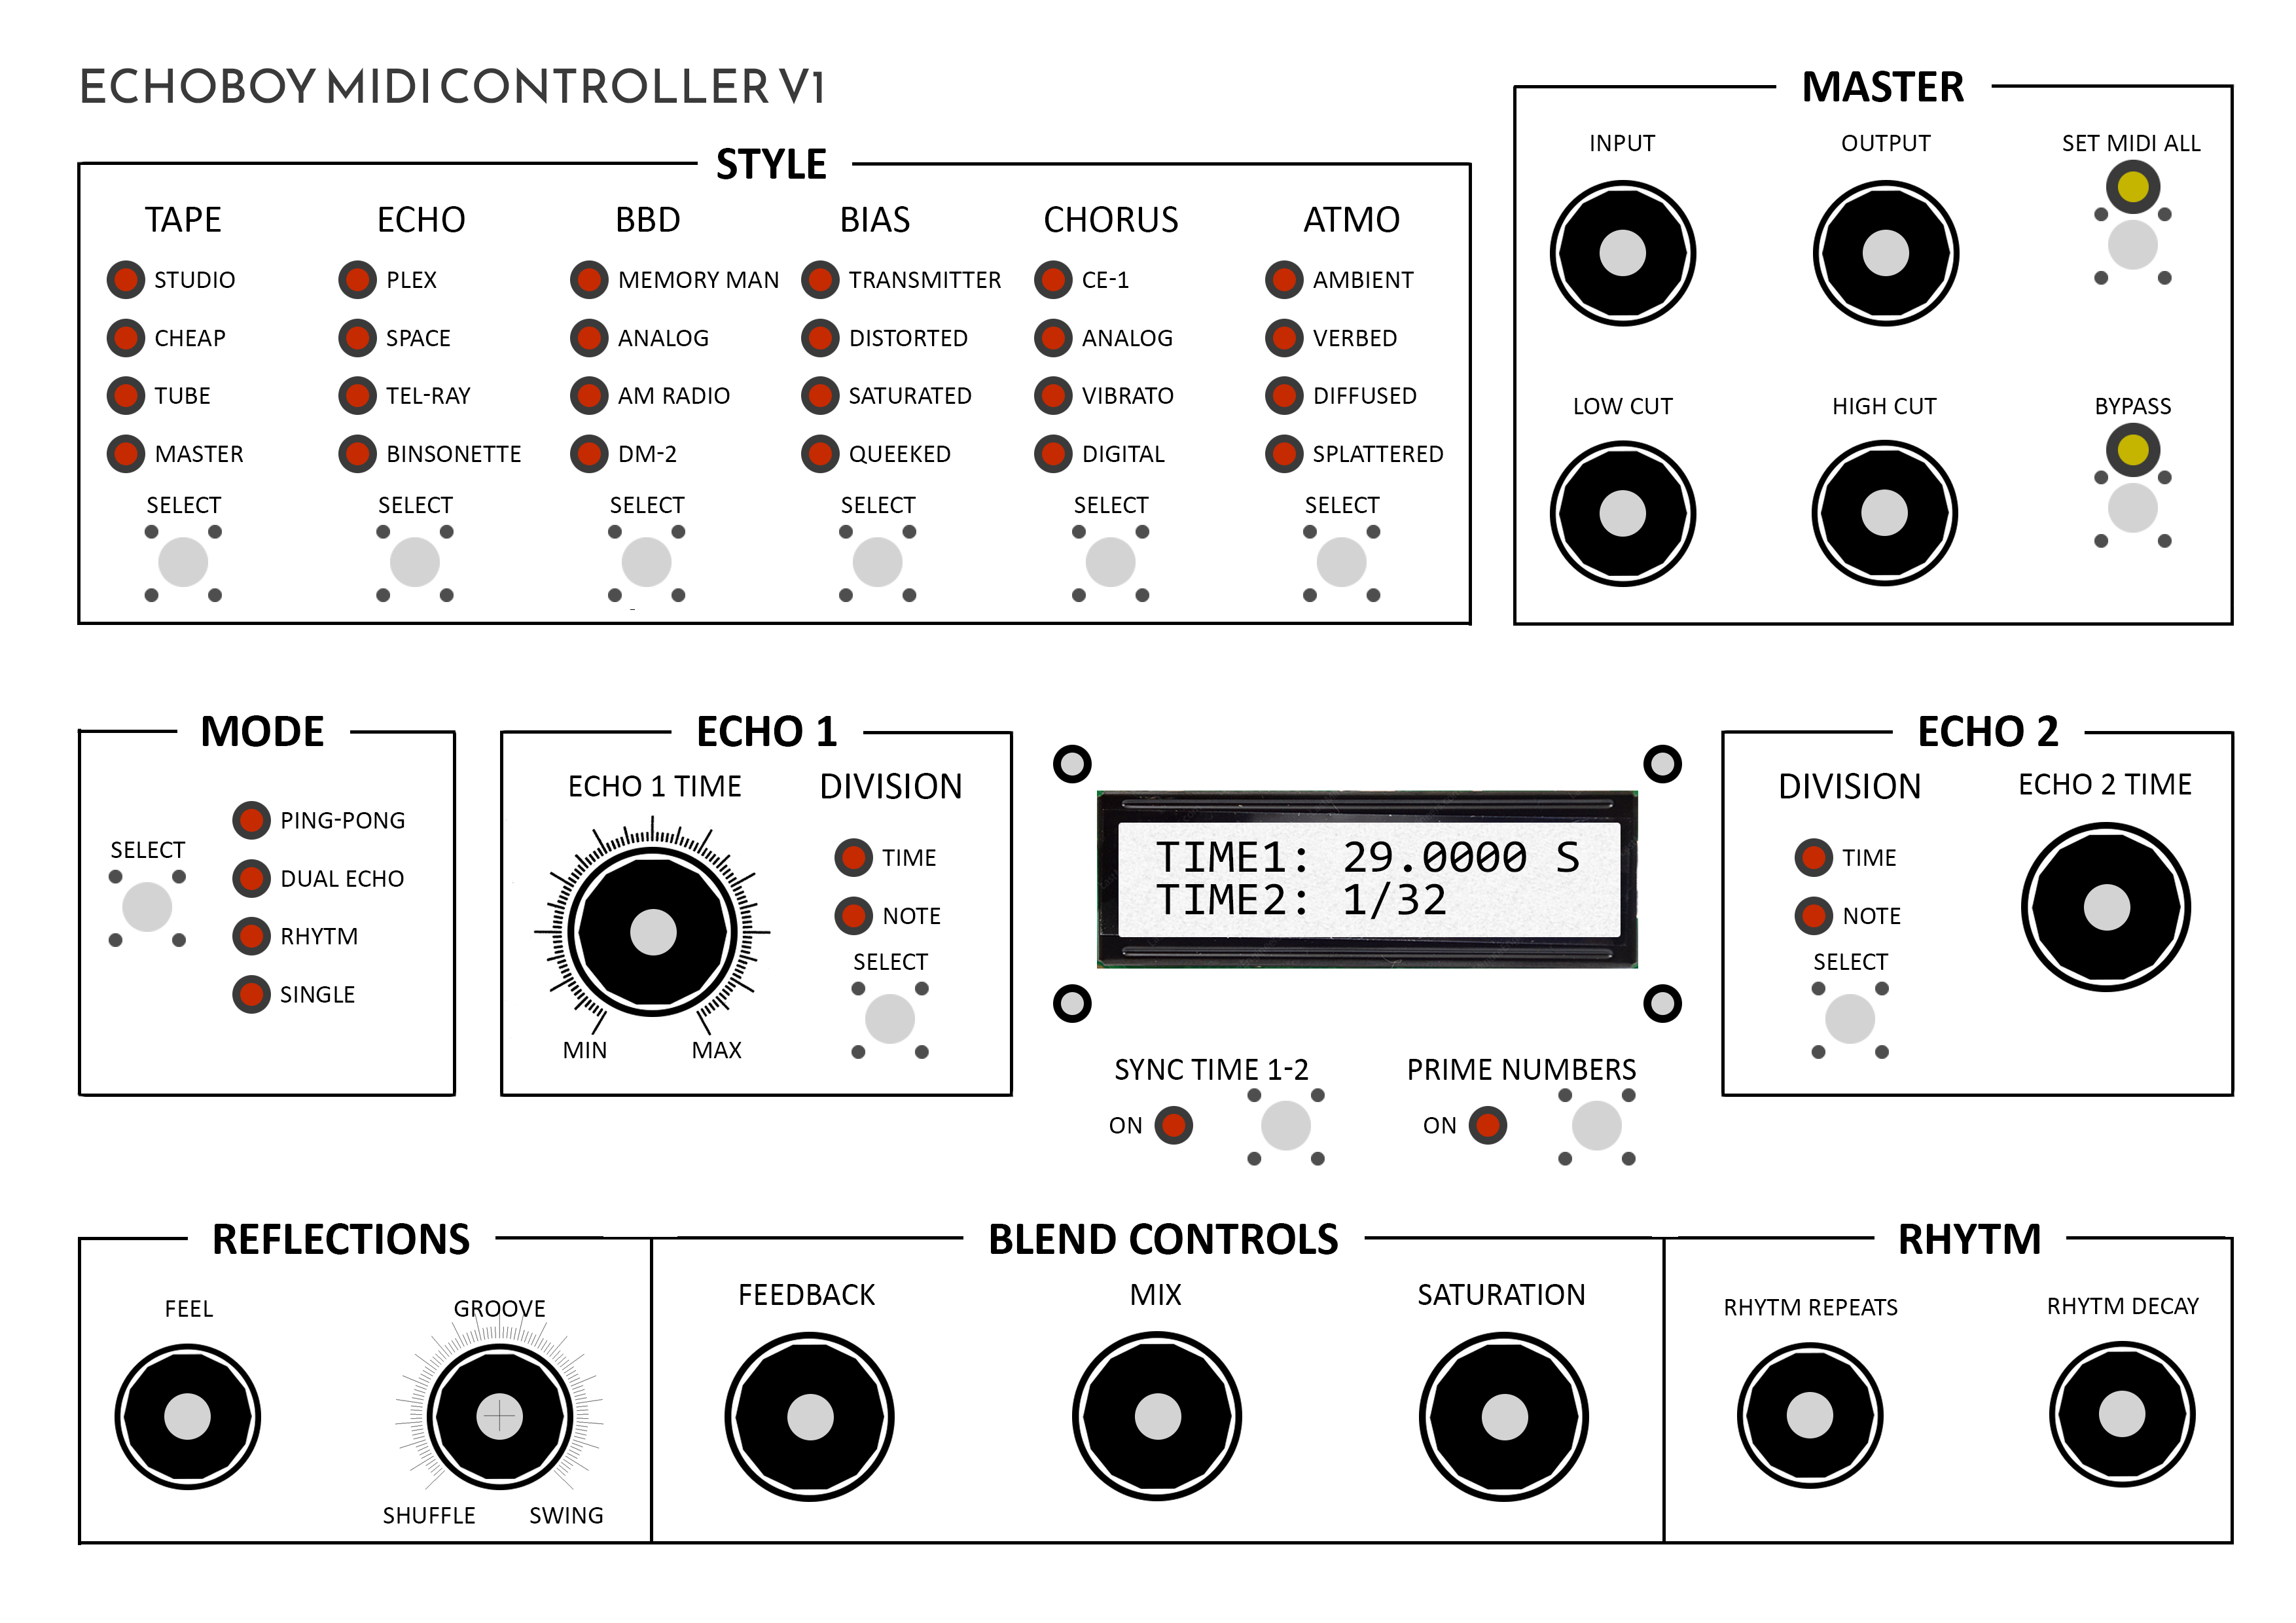 ECHOBOY MIDI CONTROLLER V1
STYLE
TAPE
STUDIO
CHEAP
TUBE
MASTER
SELECT
ECHO
PLEX
SPACE
TEL-RAY
BINSONETTE
SELECT
BBD
MEMORY MAN
ANALOG
AM RADIO
DM-2
SELECT
BIAS
TRANSMITTER
DISTORTED
SATURATED
QUEEKED
SELECT
CHORUS
CE-1
ANALOG
VIBRATO
DIGITAL
SELECT
ATMO
AMBIENT
VERBED
DIFFUSED
SPLATTERED
SELECT
MASTER
INPUT
OUTPUT
SET MIDI ALL
LOW CUT
HIGH CUT
BYPASS
MODE
SELECT
PING-PONG
DUAL ECHO
RHYTM
SINGLE
ECHO 1
ECHO 1 TIME
MIN
MAX
DIVISION
TIME
NOTE
SELECT
TIME1: 29.0000 S
TIME2: 1/32
SYNC TIME 1-2
ON
PRIME NUMBERS
ON
ECHO 2
DIVISION
TIME
NOTE
SELECT
ECHO 2 TIME
REFLECTIONS
FEEL
GROOVE
SHUFFLE
SWING
BLEND CONTROLS
FEEDBACK
MIX
SATURATION
RHYTM
RHYTM REPEATS
RHYTM DECAY